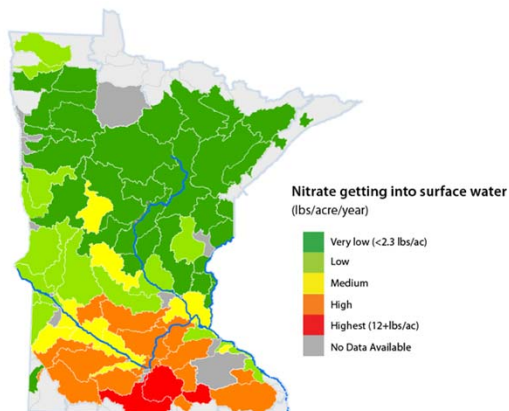 Nitrate getting into surface water
(lbs/acre/year)
Very low (<2.3 lbs/ac)
Low
Medium
High
Highest (12+lbs/ac)
No Data Available